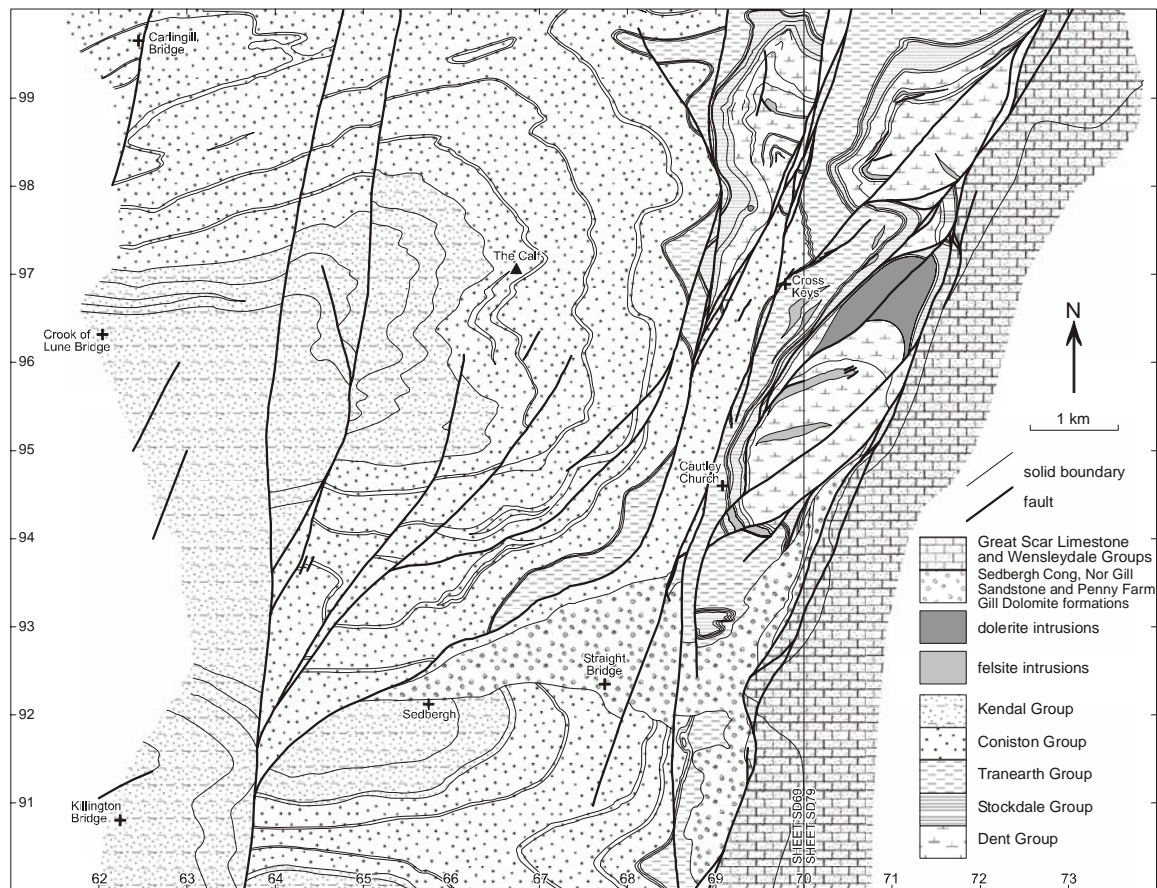 Carlingill
Bridge
99
98
The Calf
97
Cross
Keys
Crook of
Lune Bridge
N
96
1 km
95
Cautley
Church
solid boundary
fault
94
Great Scar Limestone
and Wensleydale Groups
Sedbergh Cong, Nor Gill
Sandstone and Penny Farm
Gill Dolomite formations
93
dolerite intrusions
Straight
Bridge
felsite intrusions
92
Sedbergh
Kendal Group
Coniston Group
91
Killington
Bridge
Tranearth Group
Stockdale Group
SHEET SD69
SHEET SD79
Dent Group
62 63 64 65 66 67 68 69 70 71 72 73